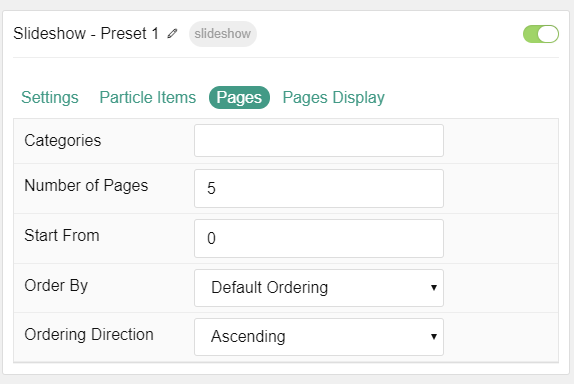 Slideshow - Preset 1 slideshow
Settings Particle Items Pages Pages Display
Categories
Number of Pages 5
Start From 0
Order By Default Ordering
Ordering Direction Ascending